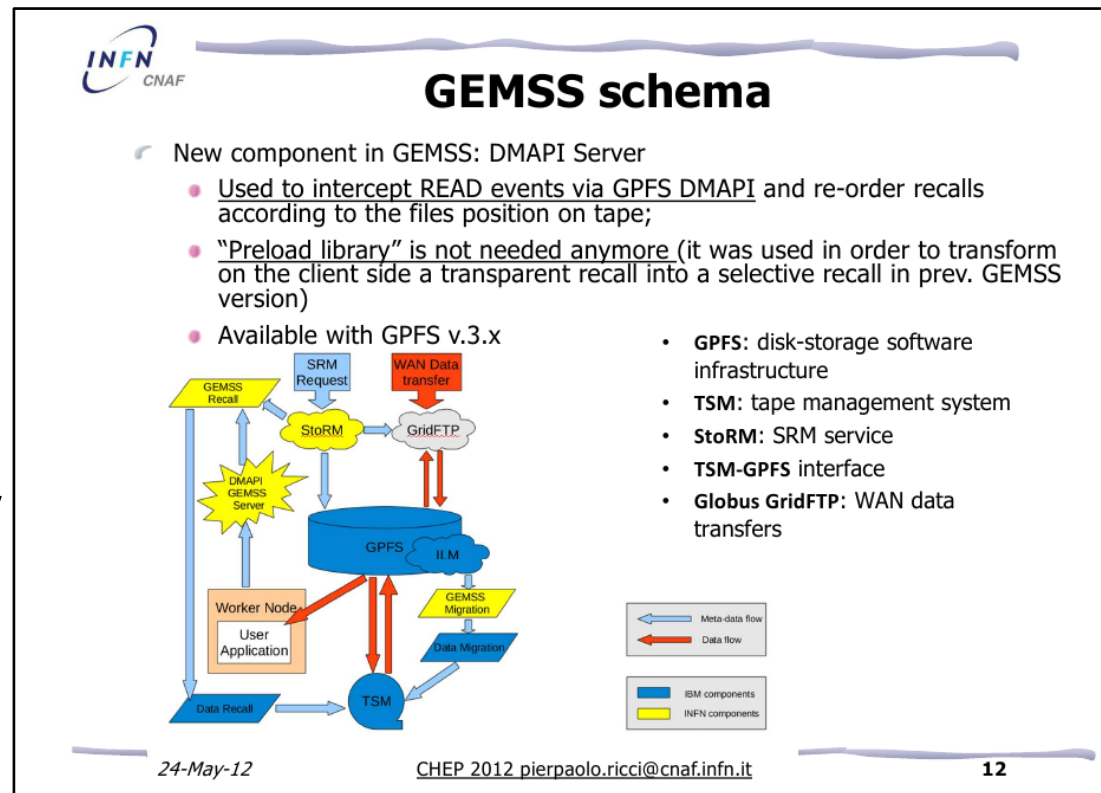 INFN
CNAF
GEMSS schema
New component in GEMSS: DMAPI Server
Used to intercept READ events via GPFS DMAPI and re-order recalls
according to the files position on tape;
“Preload library” is not needed anymore (it was used in order to transform
on the client side a transparent recall into a selective recall in prev. GEMSS
version)
Available with GPFS v.3.x
SRM
Request
WAN Data
transfer
GEMSS
Recall
StoRM
GridFTP
DMAPI
GEMSS
Server
GPFS
ILM
Worker Node
User
Application
GEMSS
Migration
Data Migration
Data Recall
TSM
• GPFS: disk-storage software
infrastructure
• TSM: tape management system
• StoRM: SRM service
• TSM-GPFS interface
• Globus GridFTP: WAN data
transfers
Meta-data flow
Data flow
IBM components
INFN components
24-May-12
CHEP 2012 pierpaolo.ricci@cnaf.infn.it
12